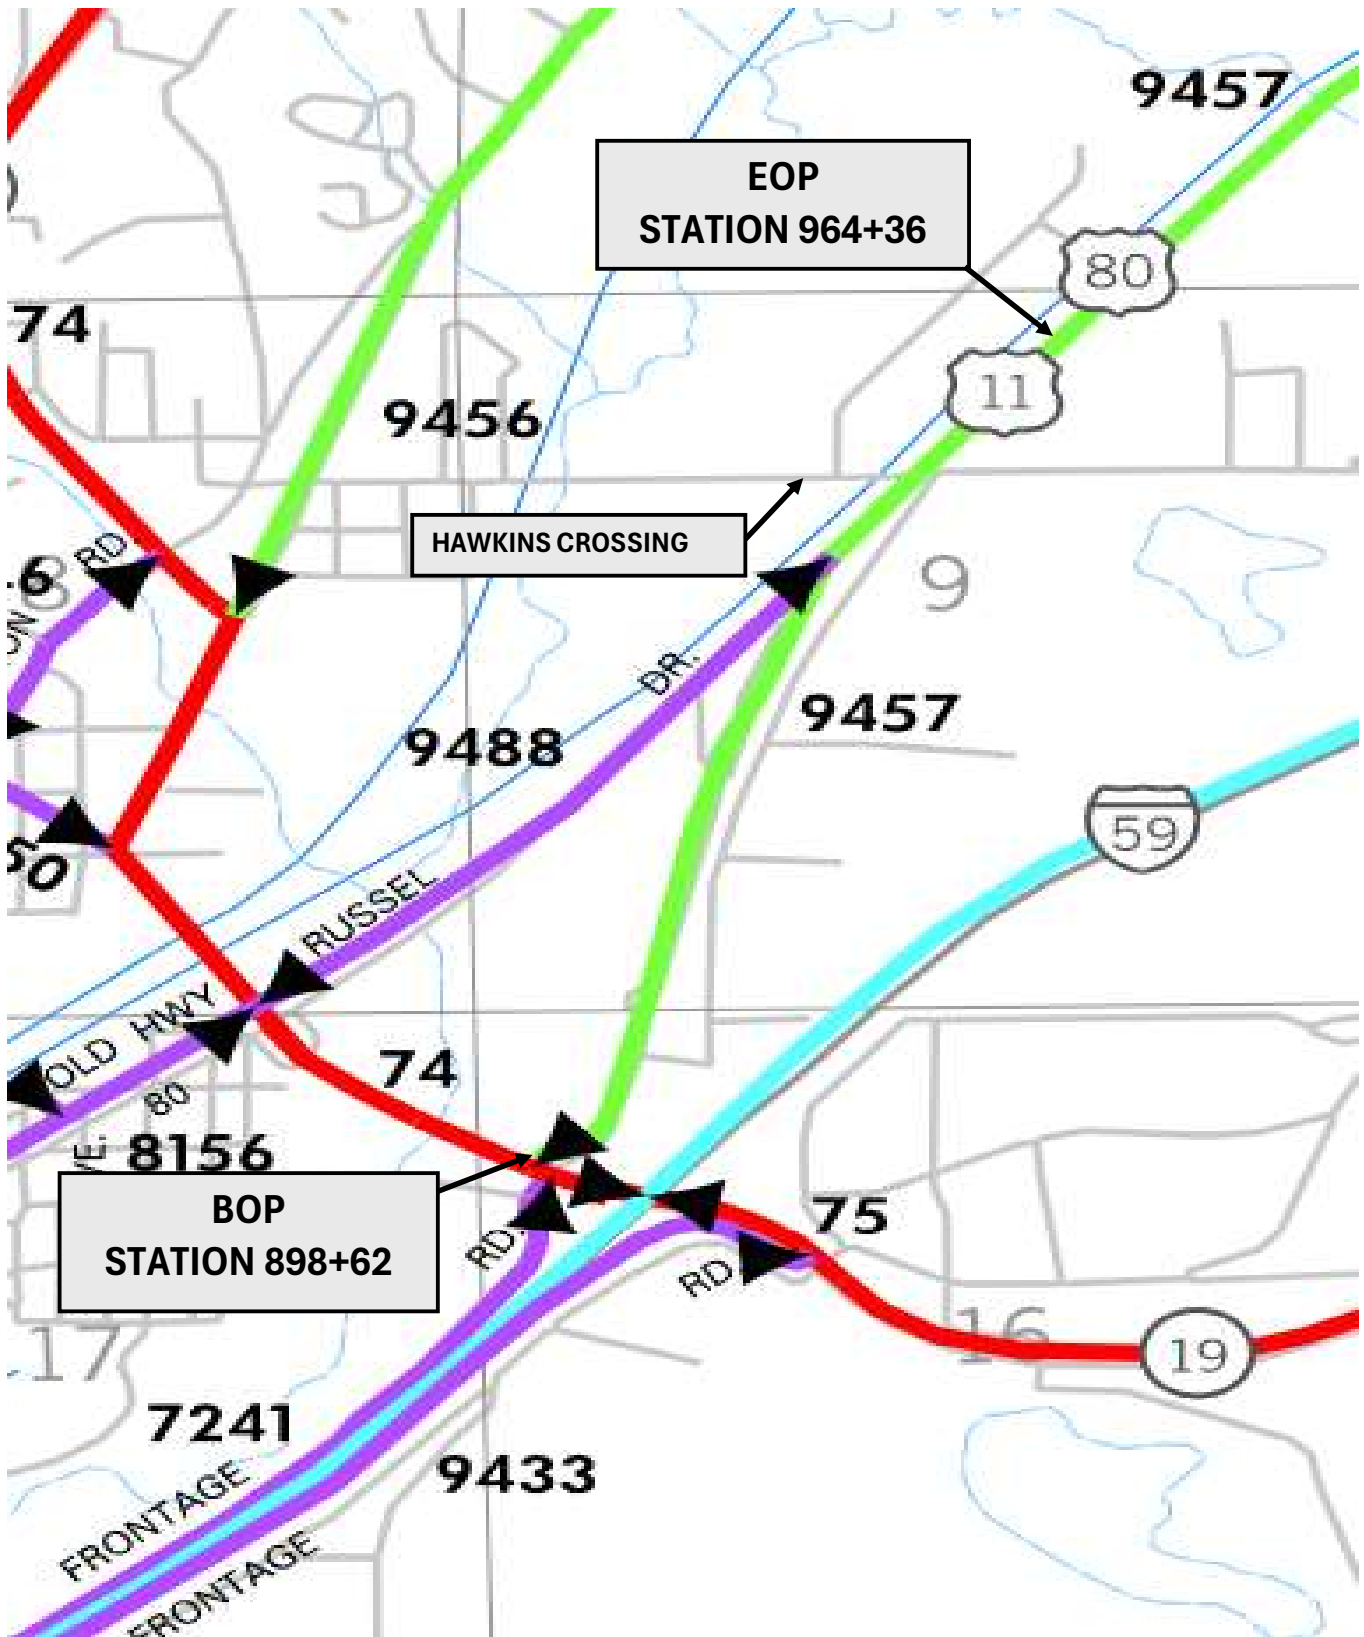 9457
EOP
STATION 964+36
80
74
11
9456
HAWKINS CROSSING
RD
9
DR.
9457
9488
59
RUSSEL
OLD HWY
80
74
8156
BOP
STATION 898+62
75
RD.
RD.
16
19
17
7241
9433
FRONTAGE
FRONTAGE